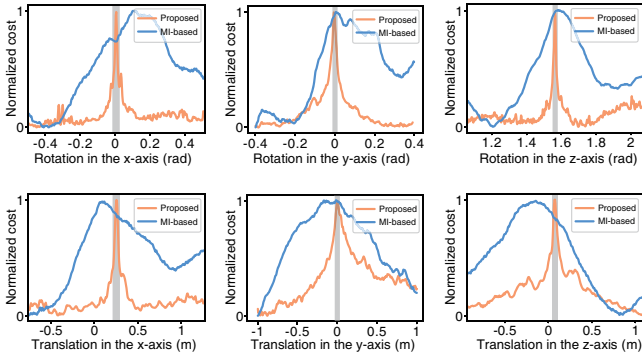 Normalized cost
1
0
Proposed
MI-based
-0.4 -0.2 0 0.2 0.4
Rotation in the x-axis (rad)
Normalized cost
1
0
Proposed
MI-based
-0.4 -0.2 0 0.2 0.4
Rotation in the y-axis (rad)
Normalized cost
1
0
Proposed
MI-based
1.2 1.4 1.6 1.8 2.0
Rotation in the z-axis (rad)
Normalized cost
1
0
Proposed
MI-based
-0.5 0 0.5 1
Translation in the x-axis (m)
Normalized cost
1
0
Proposed
MI-based
-1 -0.5 0 0.5 1
Translation in the y-axis (m)
Normalized cost
1
0
Proposed
MI-based
-0.5 0 0.5 1
Translation in the z-axis (m)